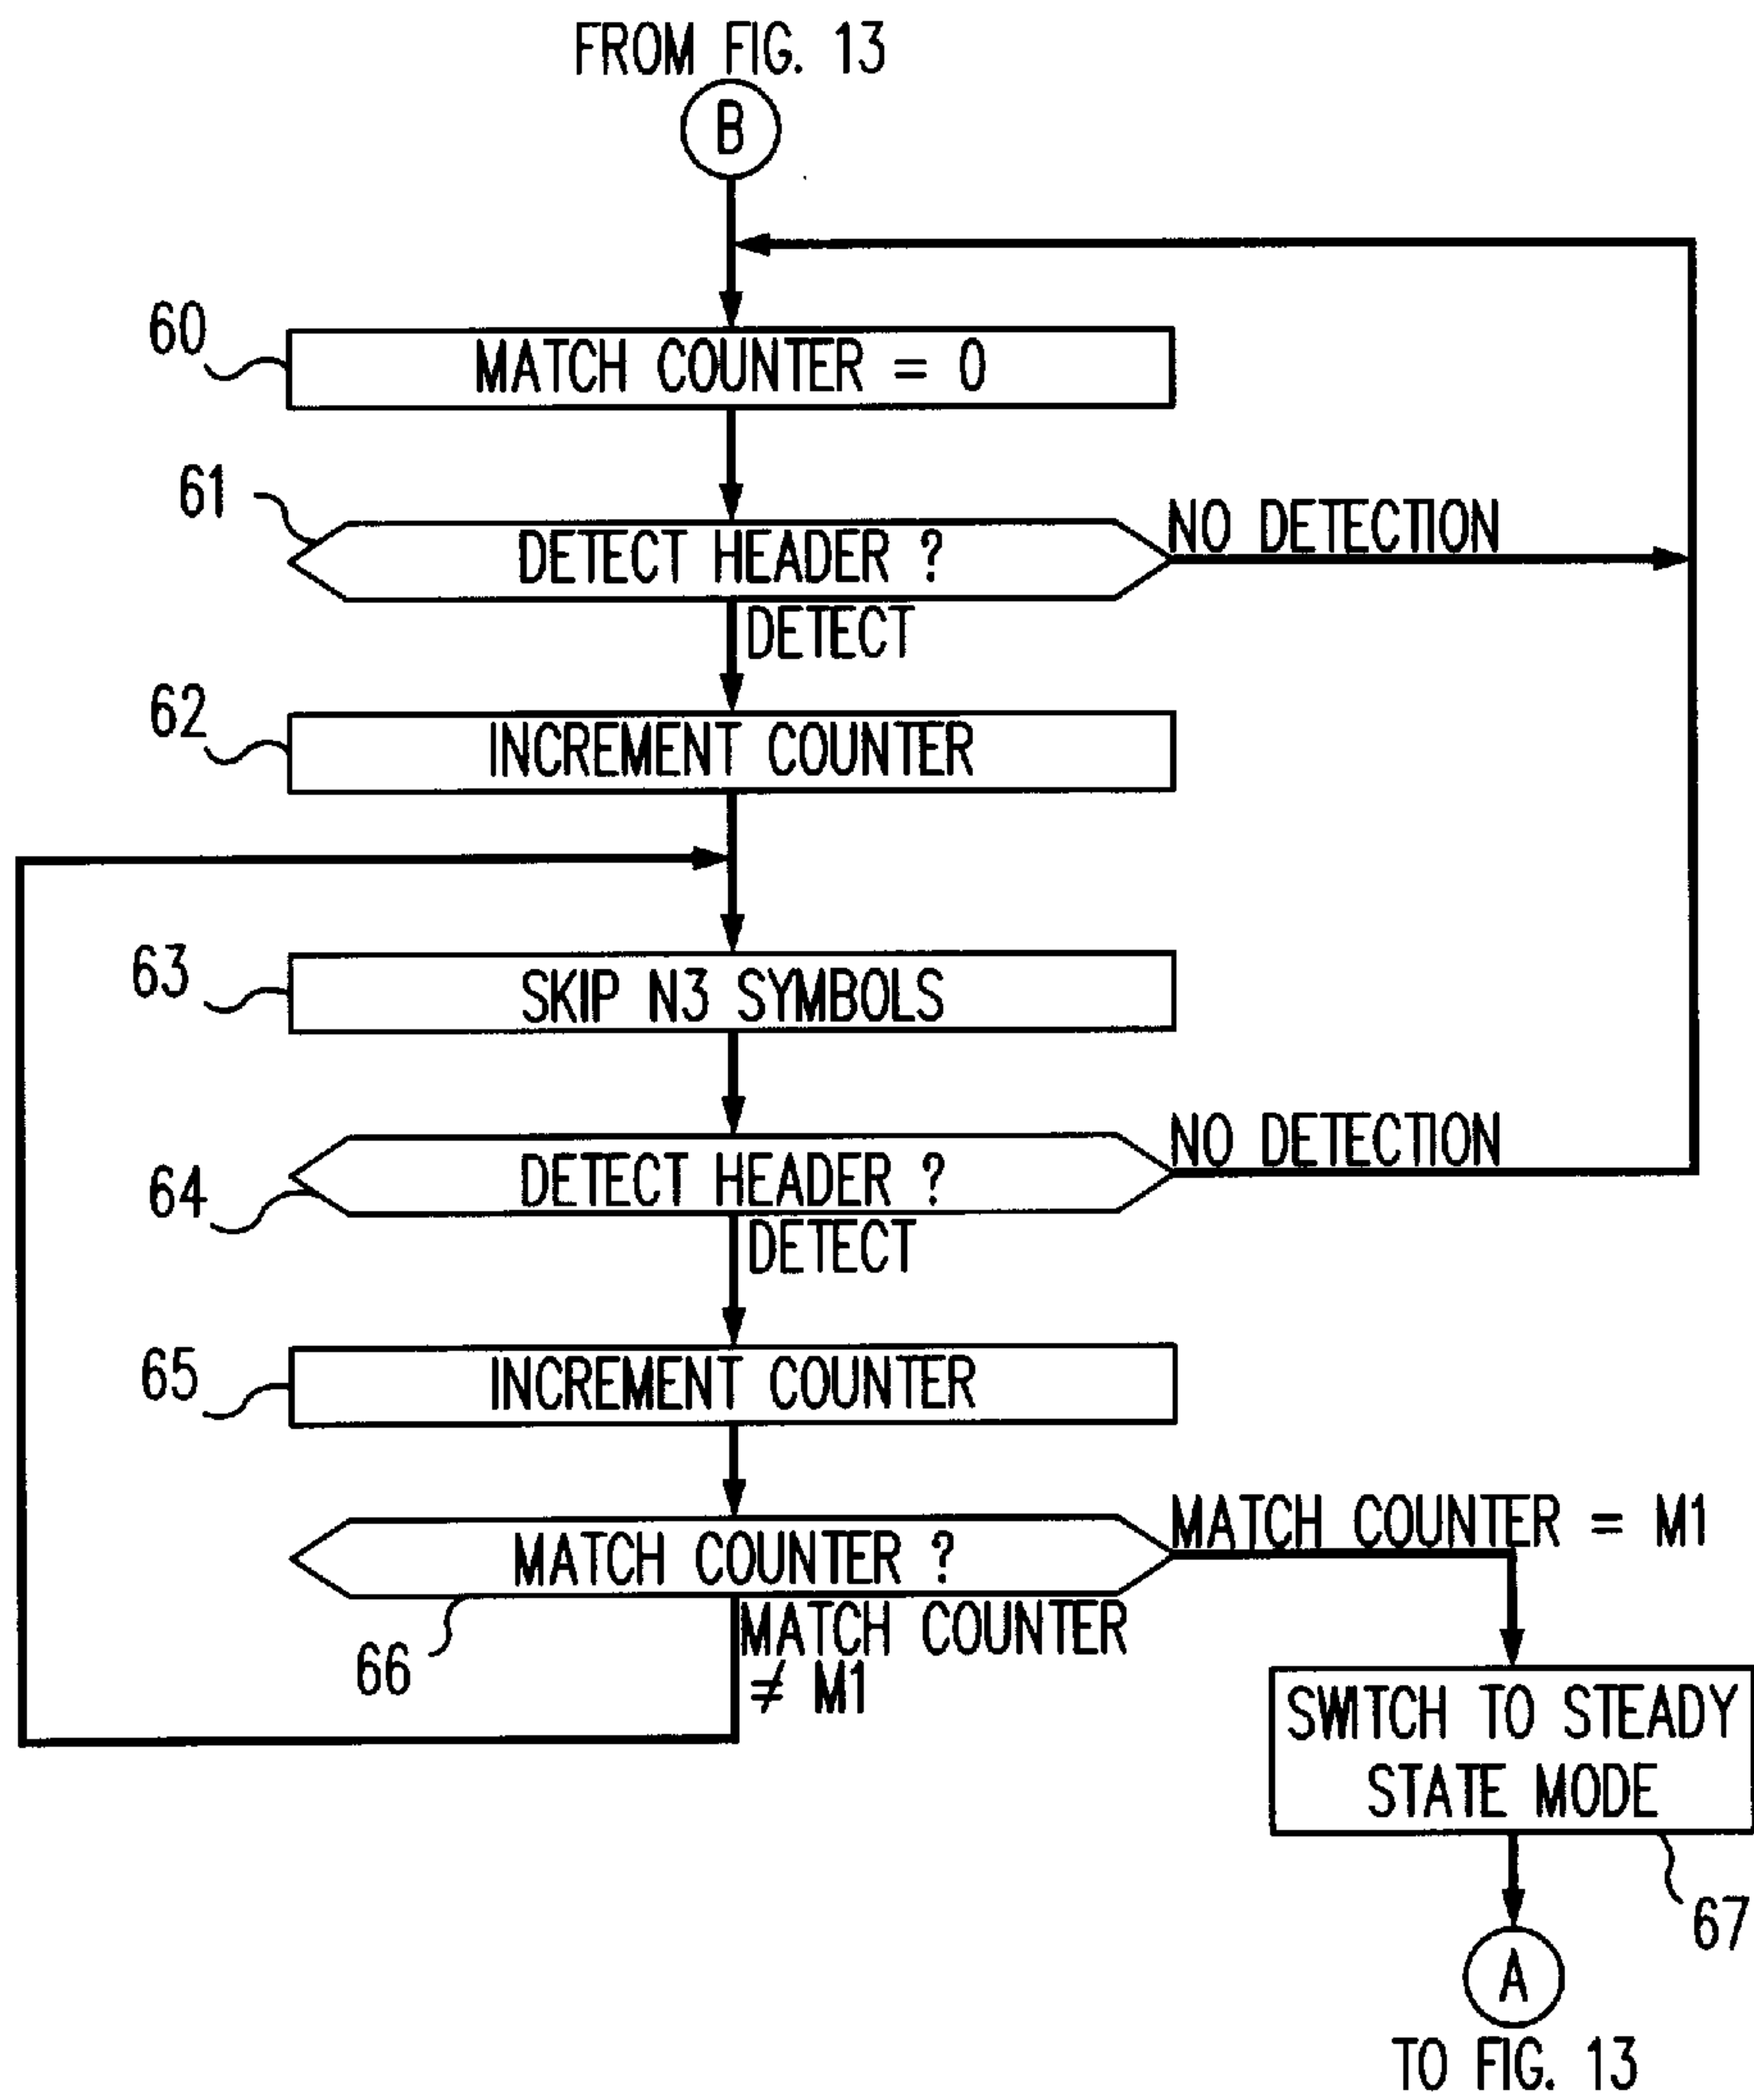 FROM FIG. 13
B
60
MATCH COUNTER = 0
61
DETECT HEADER ?
NO DETECTION
DETECT
62
INCREMENT COUNTER
63
SKIP N3 SYMBOLS
64
DETECT HEADER ?
NO DETECTION
DETECT
65
INCREMENT COUNTER
66
MATCH COUNTER ?
MATCH COUNTER = M1
MATCH COUNTER
≠ M1
SWITCH TO STEADY
STATE MODE
67
A
TO FIG. 13